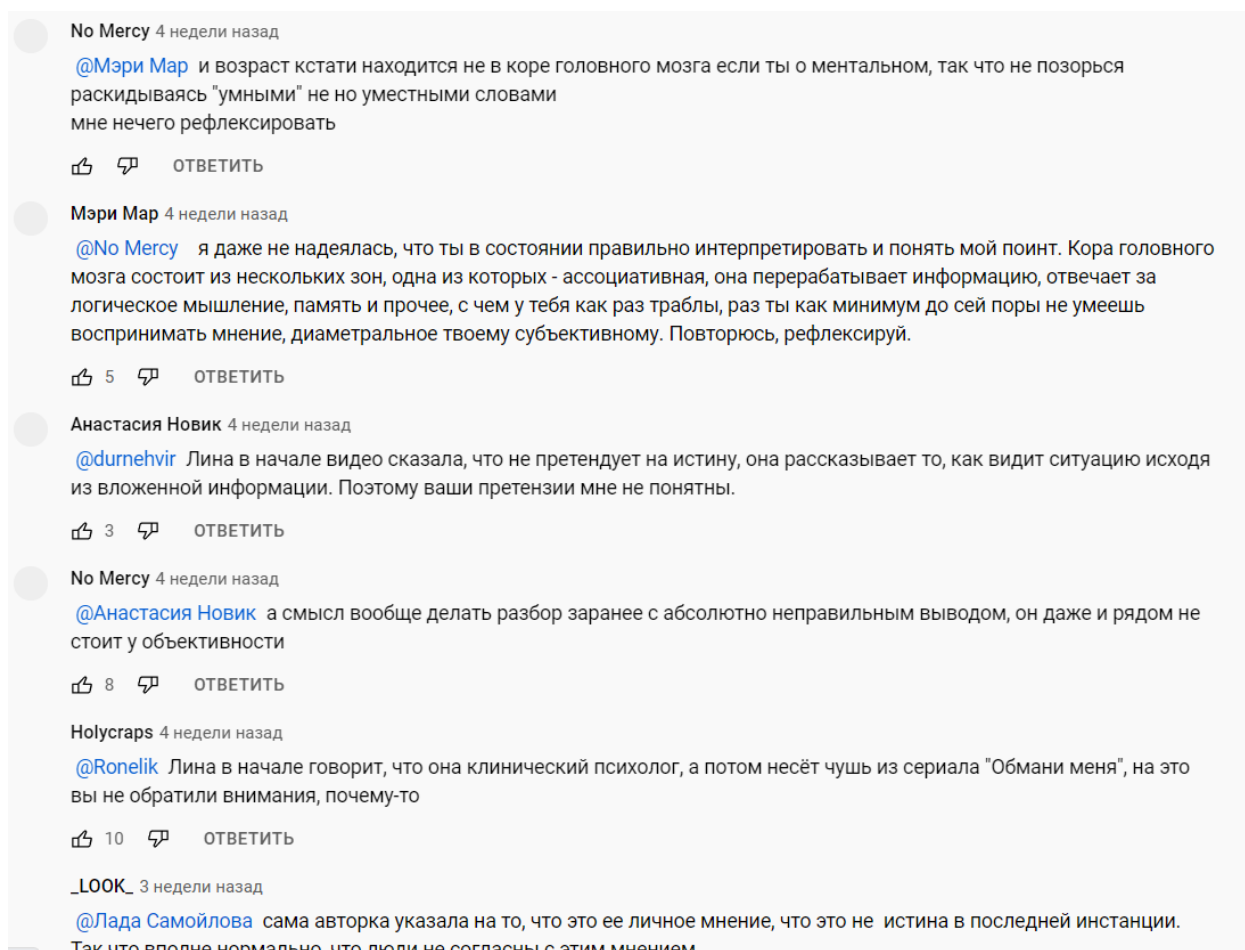 No Mercy 4 недели назад
@Мэри Мар и возраст кстати находится не в коре головного мозга если ты о ментальном, так что не позорься
раскидываясь "умными" не но уместными словами
мне нечего рефлексировать
ОТВЕТИТЬ
Мэри Мар 4 недели назад
@No Mercy я даже не надеялась, что ты в состоянии правильно интерпретировать и понять мой поинт. Кора головного
мозга состоит из нескольких зон, одна из которых - ассоциативная, она перерабатывает информацию, отвечает за
логическое мышление, память и прочее, с чем у тебя как раз траблы, раз ты как минимум до сей поры не умеешь
воспринимать мнение, диаметральное твоему субъективному. Повторюсь, рефлексируй.
5 ОТВЕТИТЬ
Анастасия Новик 4 недели назад
@durnehvir Лина в начале видео сказала, что не претендует на истину, она рассказывает то, как видит ситуацию исходя
из вложенной информации. Поэтому ваши претензии мне не понятны.
3 ОТВЕТИТЬ
No Mercy 4 недели назад
@Анастасия Новик а смысл вообще делать разбор заранее с абсолютно неправильным выводом, он даже и рядом не
стоит у объективности
8 ОТВЕТИТЬ
Holycraps 4 недели назад
@Ronelik Лина в начале говорит, что она клинический психолог, а потом несёт чушь из сериала "Обмани меня", на это
вы не обратили внимания, почему-то
10 ОТВЕТИТЬ
_LOOK_ 3 недели назад
@Лада Самойлова сама авторка указала на то, что это ее личное мнение, что это не истина в последней инстанции.
Так что вполне нормально, что люди не согласны с этим мнением